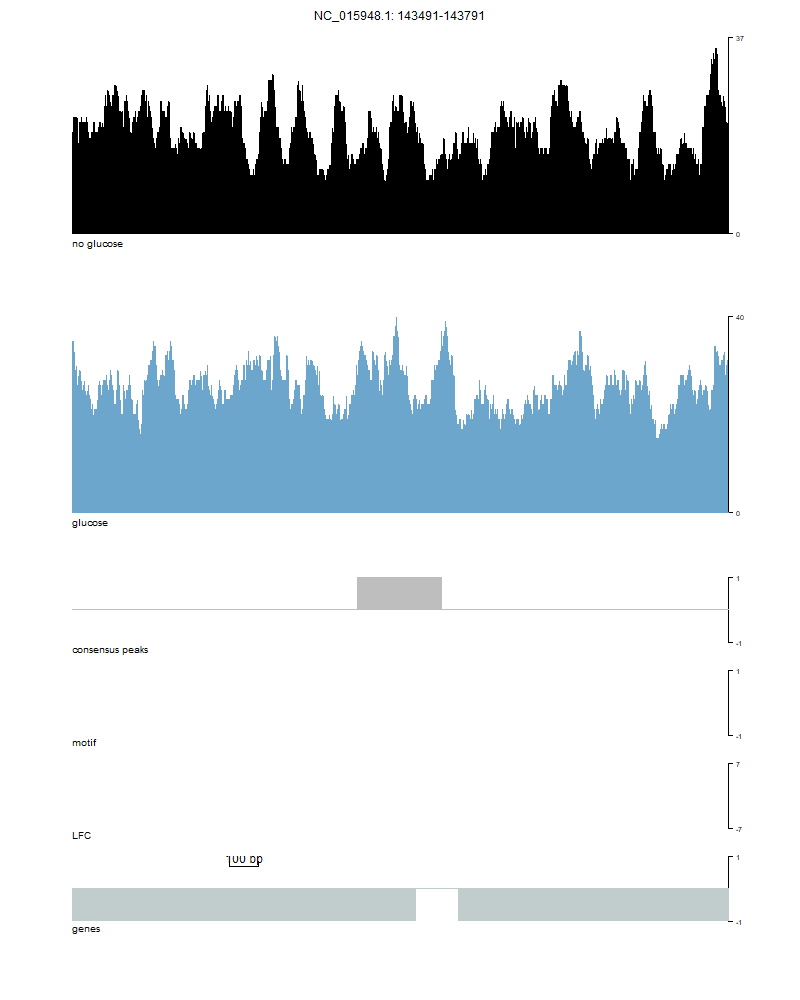 NC_015948.1: 143491-143791
37
0
no glucose
40
0
glucose
1
-1
consensus peaks
1
-1
motif
7
-7
LFC
100 bp
1
-1
genes